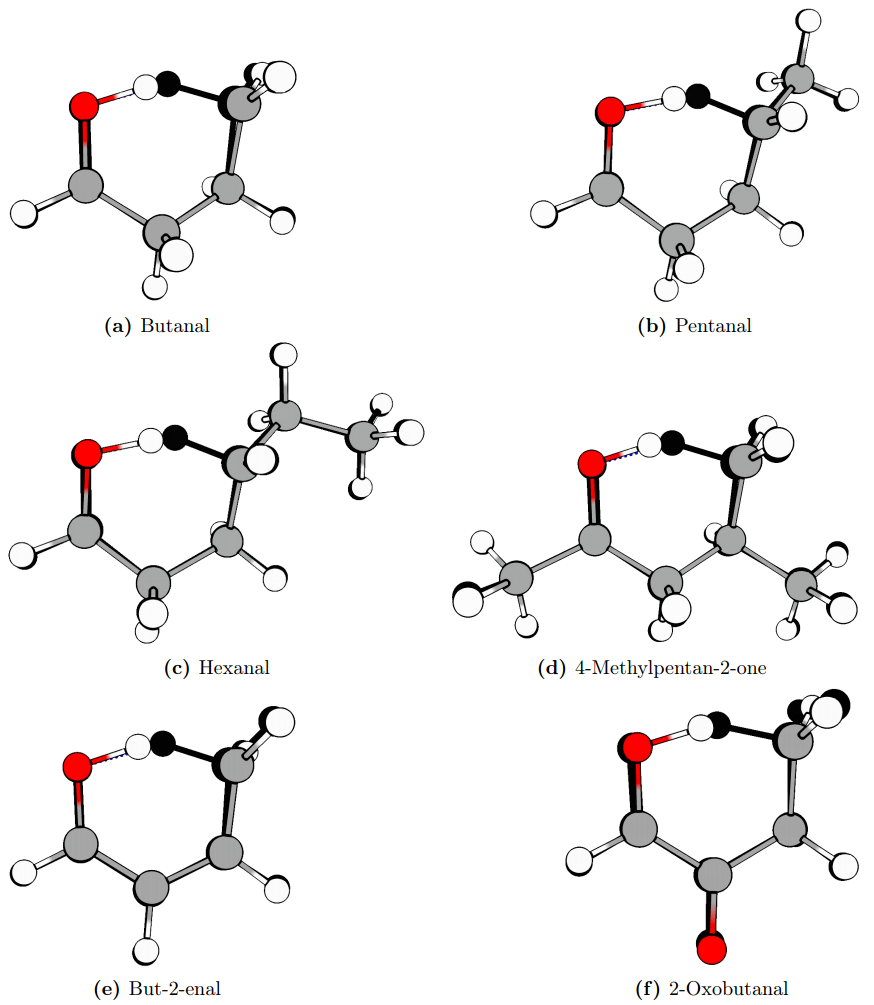 (a) Butanal
(b) Pentanal
(c) Hexanal
(d) 4-Methylpentan-2-one
(e) But-2-enal
(f) 2-Oxobutanal